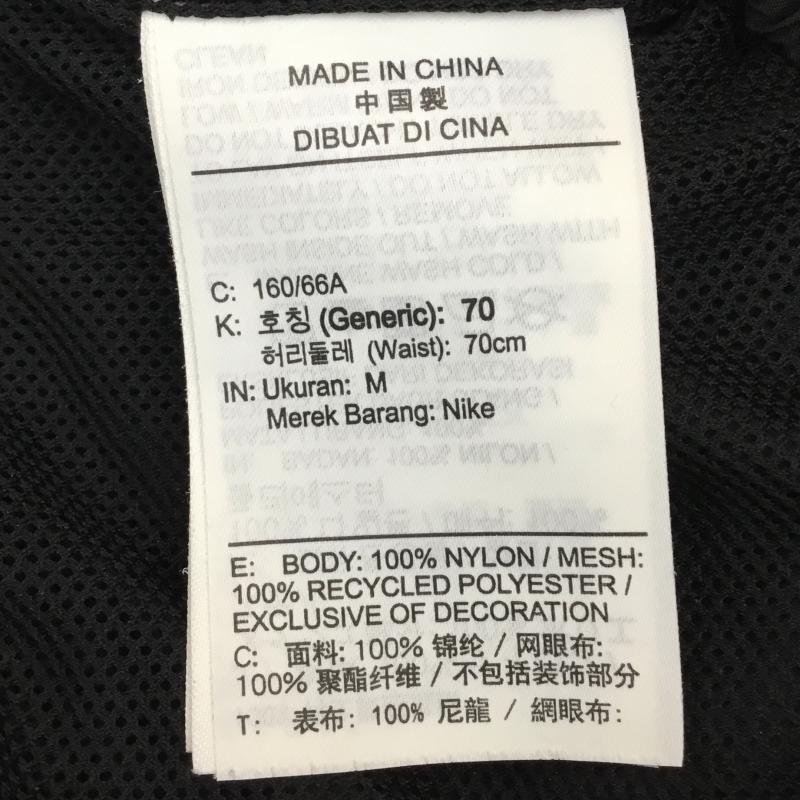 MADE IN CHINA
中国製
DIBUAT DI CINA
C: 160/66A
K: 호칭 (Generic): 70
허리둘레 (Waist): 70cm
IN: Ukuran: M
Merek Barang: Nike
E: BODY: 100% NYLON / MESH:
100% RECYCLED POLYESTER /
EXCLUSIVE OF DECORATION
C: 面料: 100% 锦纶 / 网眼布:
100% 聚酯纤维 / 不包括装饰部分
T: 表布: 100% 尼龍 / 網眼布: